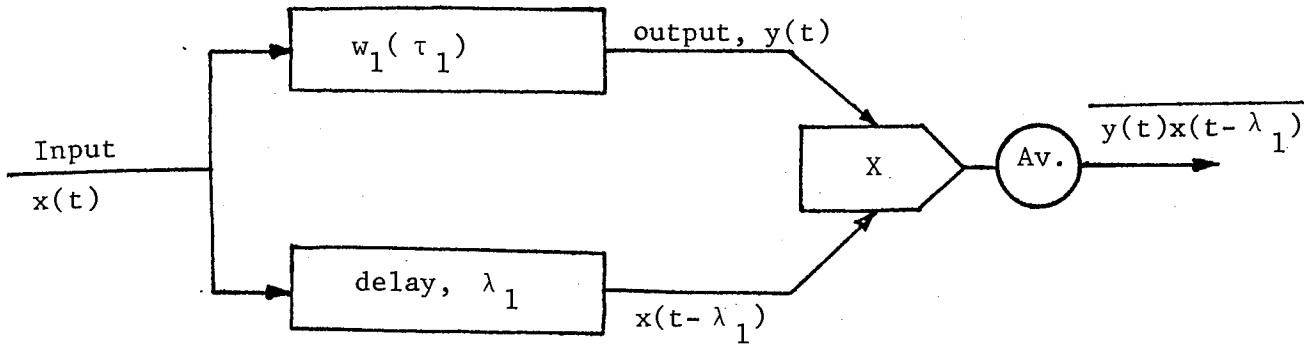 w₁( τ₁)
output, y(t)
Input
x(t)
X
Av.
y(t)x(t- λ₁)
delay, λ₁
x(t- λ₁)